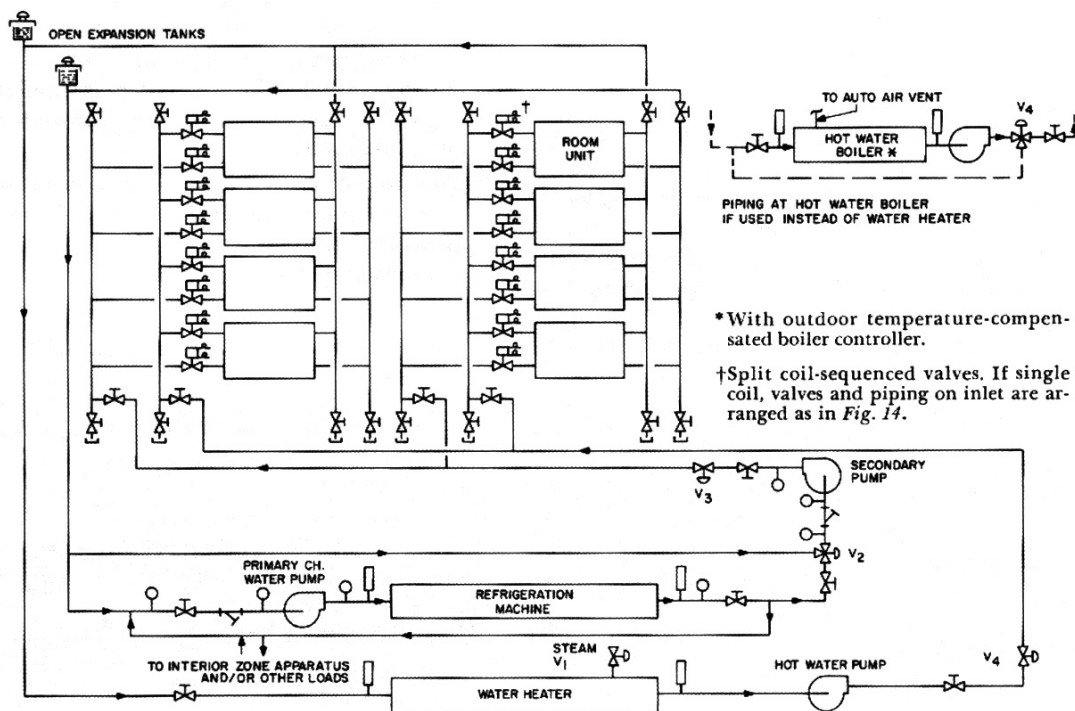 OPEN EXPANSION TANKS
†
ROOM
UNIT
TO AUTO AIR VENT
V4
HOT WATER
BOILER *
PIPING AT HOT WATER BOILER
IF USED INSTEAD OF WATER HEATER
*With outdoor temperature-compen-
sated boiler controller.
†Split coil-sequenced valves. If single
coil, valves and piping on inlet are ar-
ranged as in Fig. 14.
SECONDARY
PUMP
V3
V2
PRIMARY CH.
WATER PUMP
REFRIGERATION
MACHINE
TO INTERIOR ZONE APPARATUS
AND/OR OTHER LOADS
STEAM
V1
WATER HEATER
HOT WATER PUMP
V4